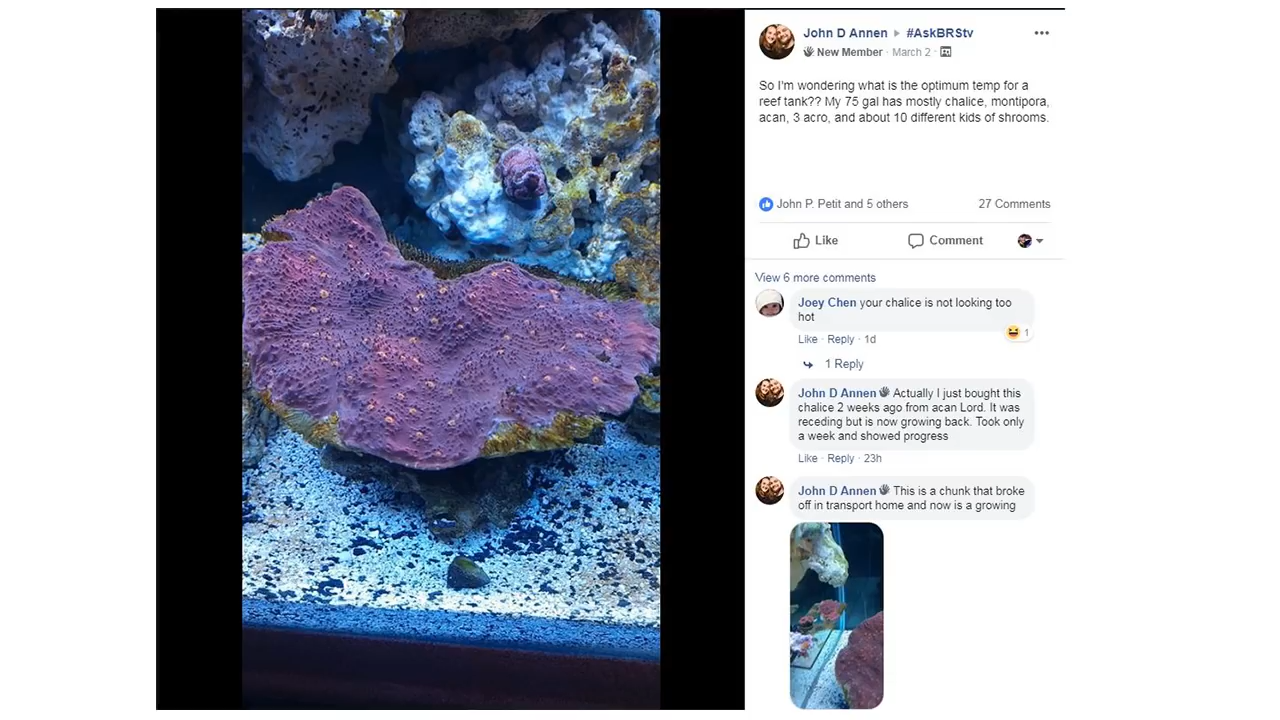 John D Annen ▸ #AskBRStv
New Member · March 2 ·
So I'm wondering what is the optimum temp for a
reef tank?? My 75 gal has mostly chalice, montipora,
acan, 3 acro, and about 10 different kids of shrooms.
John P. Petit and 5 others 27 Comments
Like Comment
View 6 more comments
Joey Chen your chalice is not looking too
hot
1
Like · Reply · 1d
1 Reply
John D Annen Actually I just bought this
chalice 2 weeks ago from acan Lord. It was
receding but is now growing back. Took only
a week and showed progress
Like · Reply · 23h
John D Annen This is a chunk that broke
off in transport home and now is a growing